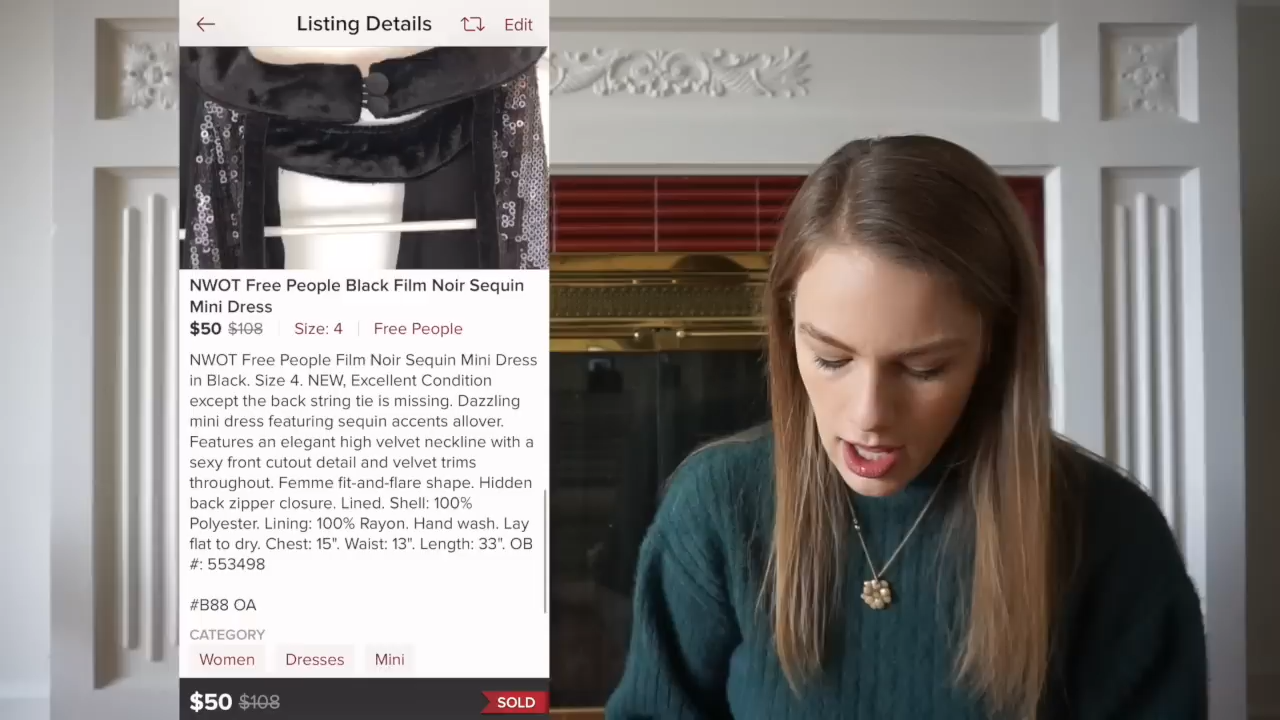 Listing Details
Edit
NWOT Free People Black Film Noir Sequin
Mini Dress
$50 $108 Size: 4 Free People
NWOT Free People Film Noir Sequin Mini Dress
in Black. Size 4. NEW, Excellent Condition
except the back string tie is missing. Dazzling
mini dress featuring sequin accents allover.
Features an elegant high velvet neckline with a
sexy front cutout detail and velvet trims
throughout. Femme fit-and-flare shape. Hidden
back zipper closure. Lined. Shell: 100%
Polyester. Lining: 100% Rayon. Hand wash. Lay
flat to dry. Chest: 15". Waist: 13". Length: 33". OB
#: 553498
#B88 OA
CATEGORY
Women Dresses Mini
$50 $108 SOLD